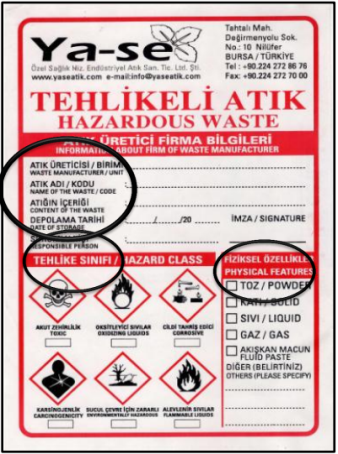 Ya-se
Özel Sağlık Hiz. Endüstriyel Atık San. Tic. Ltd. Şti.
www.yaseatik.com e-mail:info@yaseatik.com
Tahtalı Mah.
Değirmenyolu Sok.
No.: 10 Nilüfer
BURSA / TÜRKİYE
Tel : +90.224 272 86 76
Fax: +90.224 272 70 00
TEHLİKELİ ATIK
HAZARDOUS WASTE
ATIK ÜRETİCİ FİRMA BİLGİLERİ
INFORMATION ABOUT FIRM OF WASTE MANUFACTURER
ATIK ÜRETİCİSİ / BİRİMİ
WASTE MANUFACTURER / UNIT
ATIK ADI / KODU
NAME OF THE WASTE / CODE
ATIĞIN İÇERİĞİ
CONTENT OF THE WASTE
DEPOLAMA TARİHİ ....../....../20 ......... İMZA / SIGNATURE
DATE OF STORAGE
RESPONSIBLE PERSON
TEHLİKE SINIFI / HAZARD CLASS
AKUT ZEHİRLİLİK
TOXIC
OKSİTLEYİCİ SIVILAR
OXIDIZING LIQUIDS
CİLDİ TAHRİŞ EDİCİ
CORROSIVE
KARSİNOJENLİK
CARCINOGENICITY
SUCUL ÇEVRE İÇİN ZARARLI
ENVIRONMENTALLY HAZARDOUS
ALEVLENİR SIVILAR
FLAMMABLE LIQUIDS
FİZİKSEL ÖZELLİKLER
PHYSICAL FEATURES
TOZ / POWDER
KATI / SOLID
SIVI / LIQUID
GAZ / GAS
AKIŞKAN MACUN
FLUID PASTE
DİĞER (BELİRTİNİZ)
OTHERS (PLEASE SPECIFY)